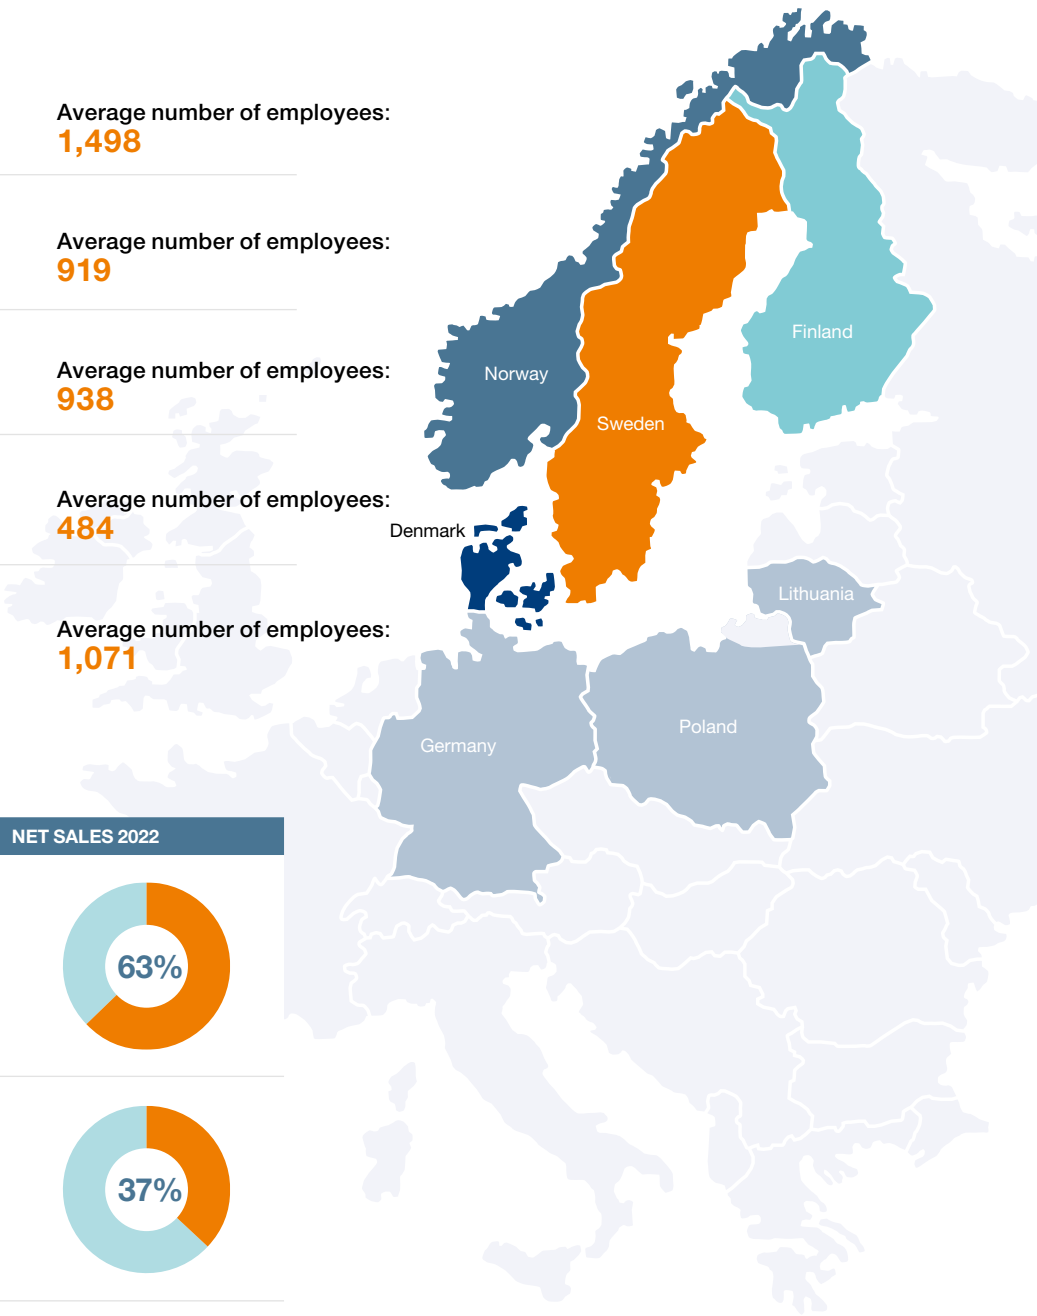 Average number of employees:
1,498
Average number of employees:
919
Average number of employees:
938
Average number of employees:
484
Average number of employees:
1,071
Finland
Norway
Sweden
Denmark
Lithuania
Poland
Germany
NET SALES 2022
63%
37%